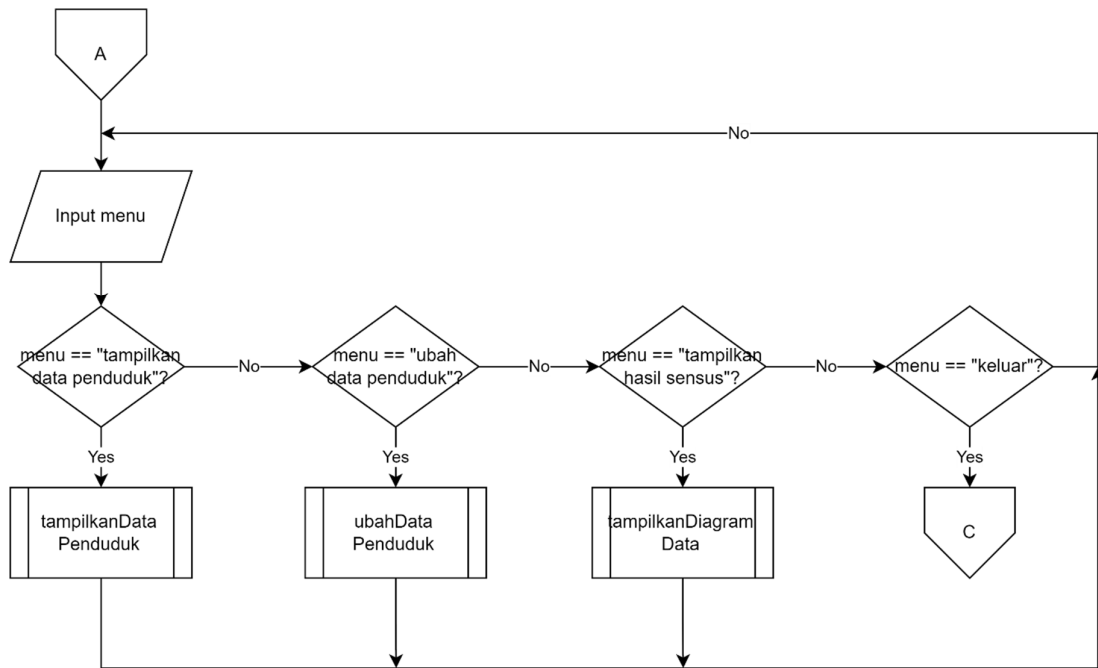 A
No
Input menu
menu == "tampilkan
data penduduk"?
No
menu == "ubah
data penduduk"?
No
menu == "tampilkan
hasil sensus"?
No
menu == "keluar"?
Yes
Yes
Yes
Yes
tampilkanData
Penduduk
ubahData
Penduduk
tampilkanDiagram
Data
C